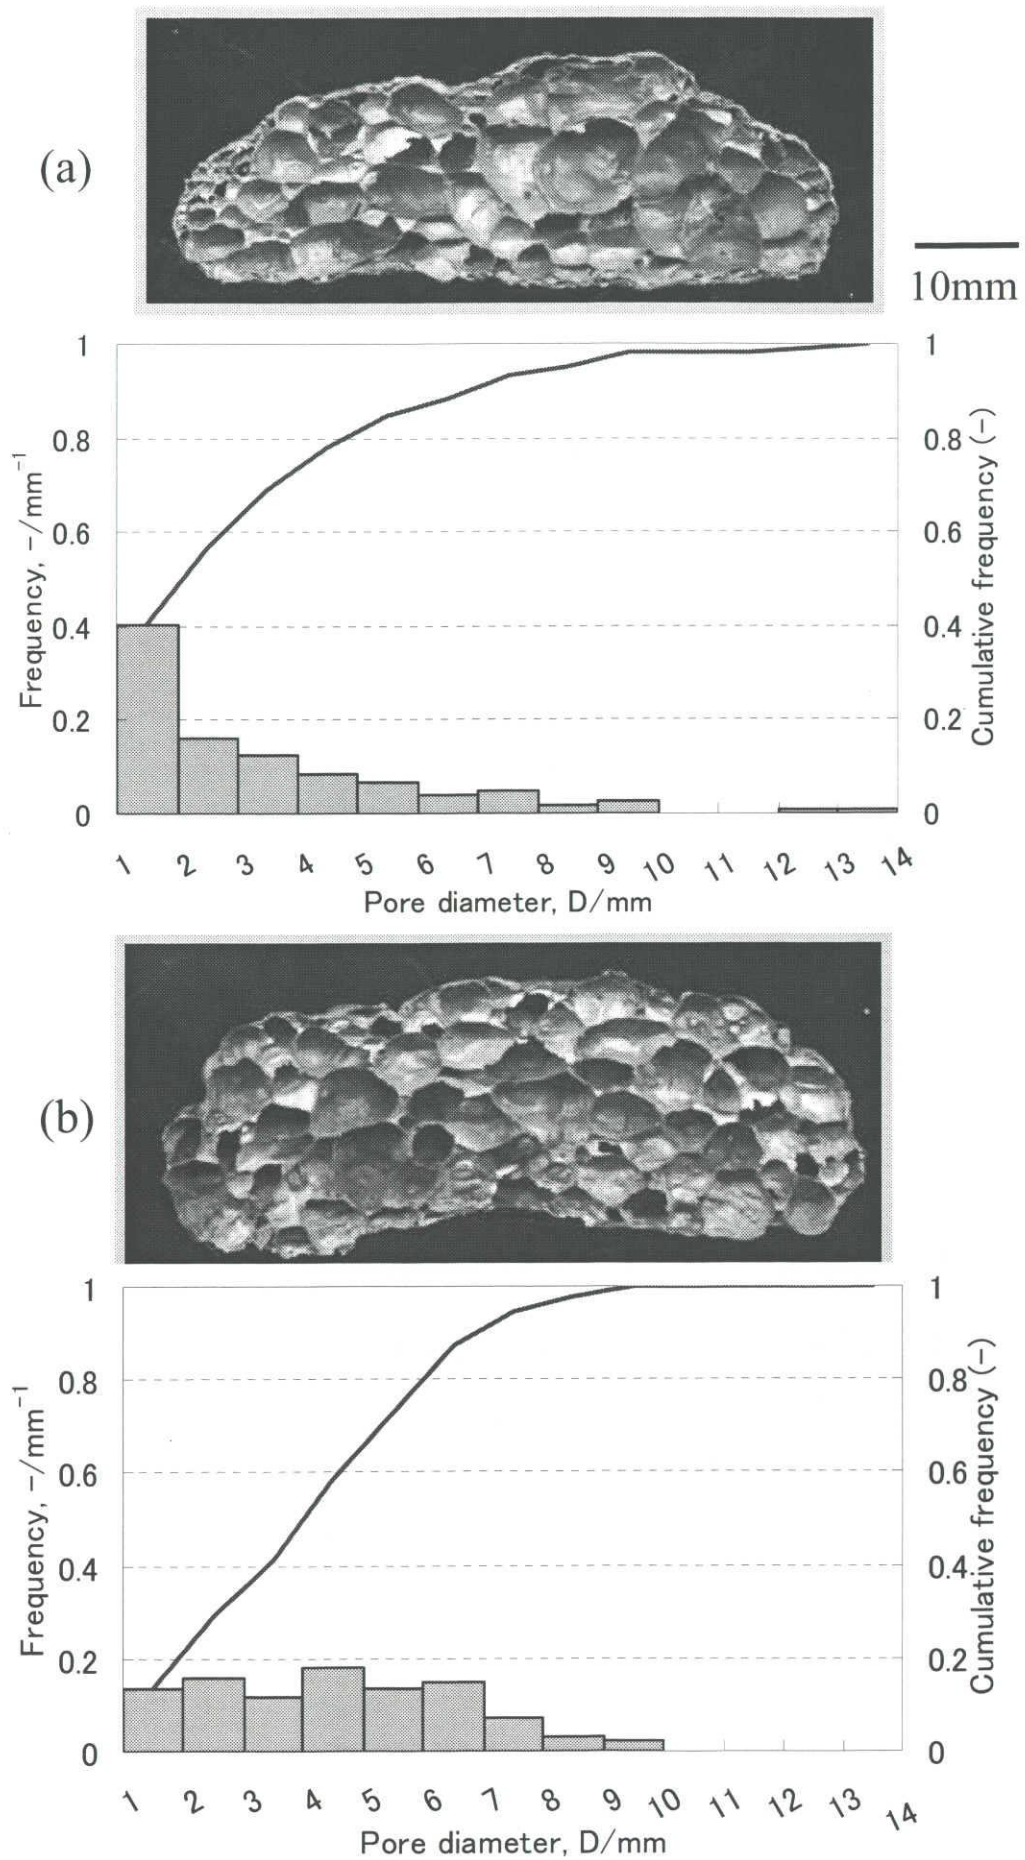 (a)
10mm
1
0.8
0.6
0.4
0.2
0
Frequency, −/mm⁻¹
1
0.8
0.6
0.4
0.2
0
Cumulative frequency (−)
1 2 3 4 5 6 7 8 9 10 11 12 13 14
Pore diameter, D/mm
(b)
1
0.8
0.6
0.4
0.2
0
Frequency, −/mm⁻¹
1
0.8
0.6
0.4
0.2
0
Cumulative frequency (−)
1 2 3 4 5 6 7 8 9 10 11 12 13 14
Pore diameter, D/mm